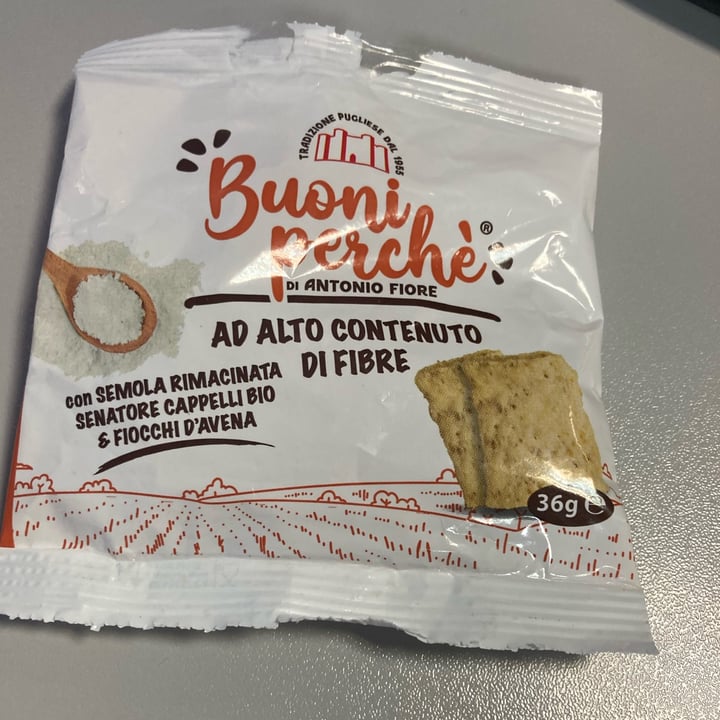 TRADIZIONE PUGLIESE DAL 1955
Buoni
perchè®
DI ANTONIO FIORE
AD ALTO CONTENUTO
DI FIBRE
con SEMOLA RIMACINATA
SENATORE CAPPELLI BIO
& FIOCCHI D'AVENA
36g ℮